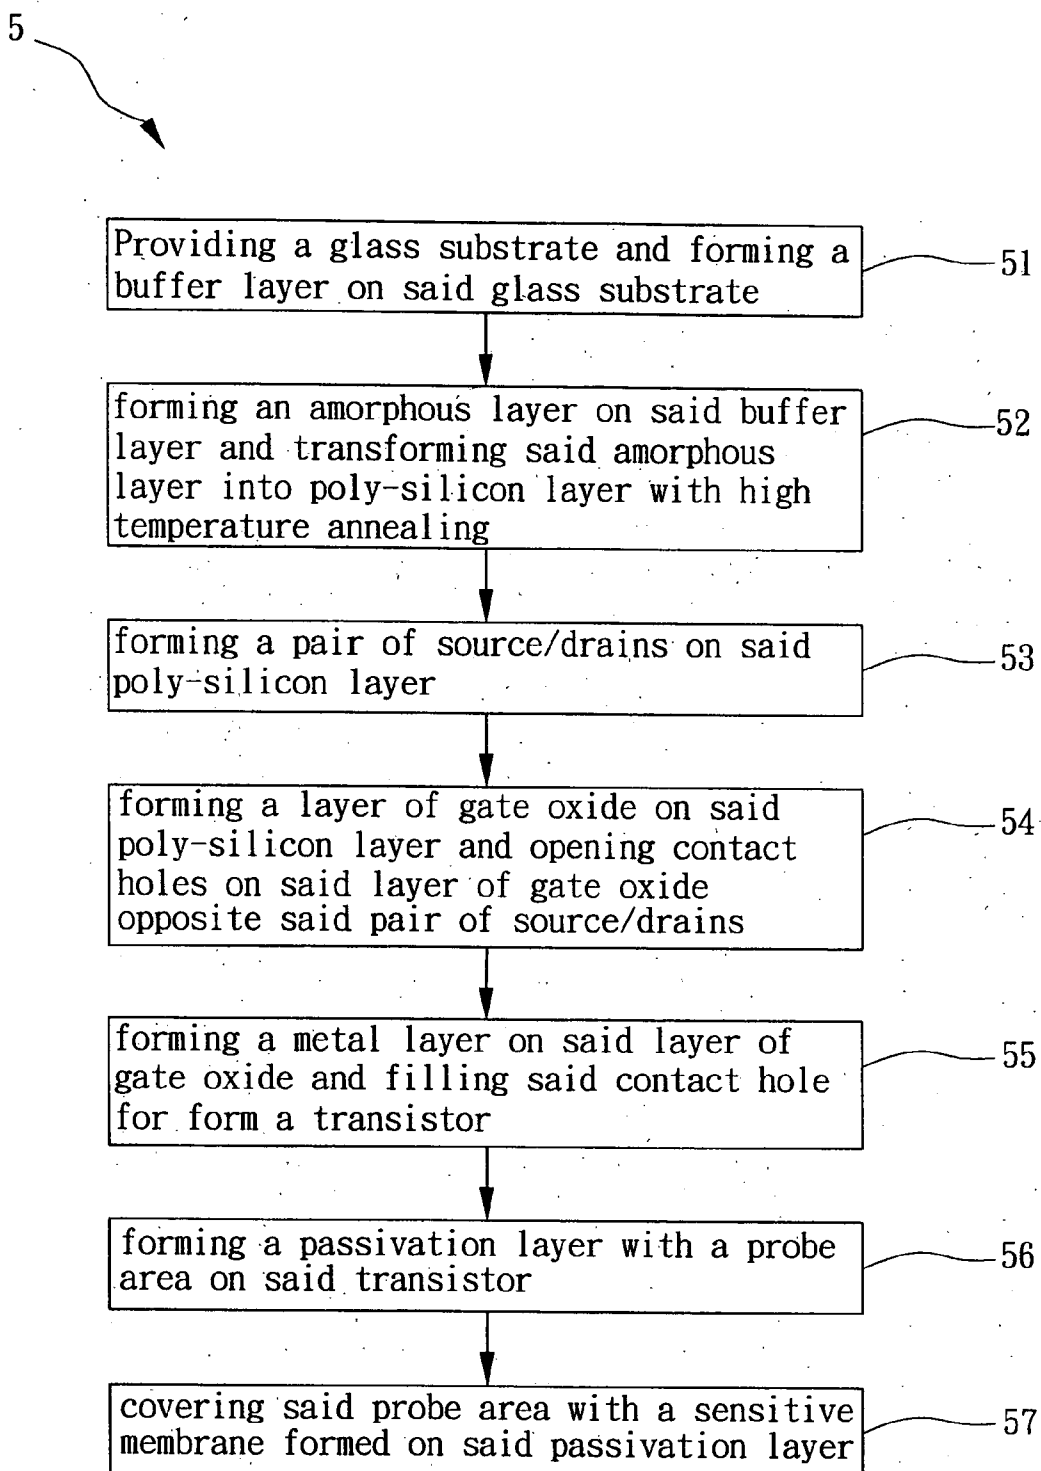 5
Providing a glass substrate and forming a
buffer layer on said glass substrate
51
forming an amorphous layer on said buffer
layer and transforming said amorphous
layer into poly-silicon layer with high
temperature annealing
52
forming a pair of source/drains on said
poly-silicon layer
53
forming a layer of gate oxide on said
poly-silicon layer and opening contact
holes on said layer of gate oxide
opposite said pair of source/drains
54
forming a metal layer on said layer of
gate oxide and filling said contact hole
for form a transistor
55
forming a passivation layer with a probe
area on said transistor
56
covering said probe area with a sensitive
membrane formed on said passivation layer
57